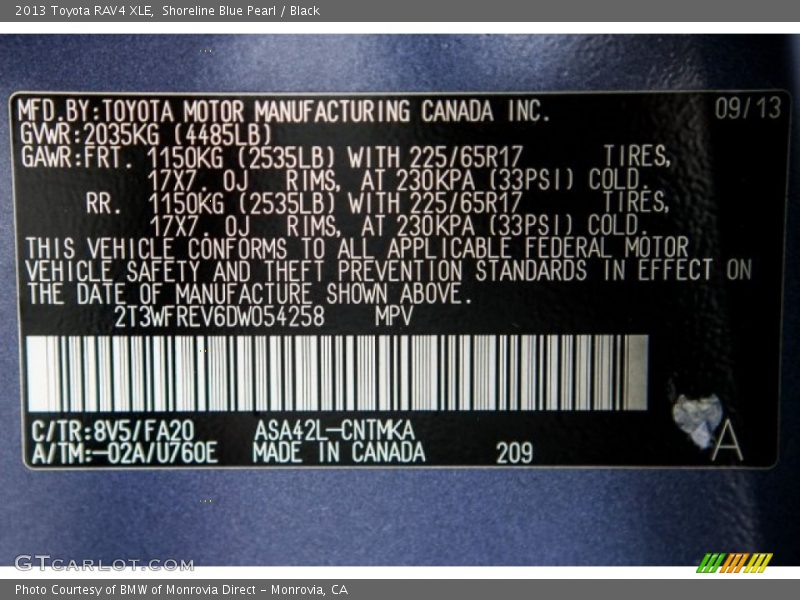 2013 Toyota RAV4 XLE, Shoreline Blue Pearl / Black
MFD.BY:TOYOTA MOTOR MANUFACTURING CANADA INC. 09/13
GVWR:2035KG (4485LB)
GAWR:FRT. 1150KG (2535LB) WITH 225/65R17 TIRES,
17X7. 0J RIMS, AT 230KPA (33PSI) COLD.
RR. 1150KG (2535LB) WITH 225/65R17 TIRES,
17X7. 0J RIMS, AT 230KPA (33PSI) COLD.
THIS VEHICLE CONFORMS TO ALL APPLICABLE FEDERAL MOTOR
VEHICLE SAFETY AND THEFT PREVENTION STANDARDS IN EFFECT ON
THE DATE OF MANUFACTURE SHOWN ABOVE.
2T3WFREV6DW054258 MPV
C/TR:8V5/FA20 ASA42L-CNTMKA
A/TM:-02A/U760E MADE IN CANADA 209 A
GTCARLOT.COM
Photo Courtesy of BMW of Monrovia Direct - Monrovia, CA